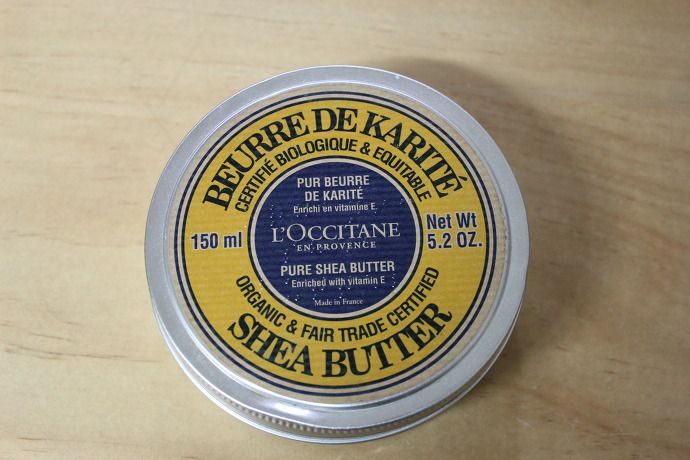 BEURRE DE KARITÉ
CERTIFIÉ BIOLOGIQUE & EQUITABLE
PUR BEURRE
DE KARITÉ
Enrichi en vitamine E.
150 ml
L'OCCITANE
EN PROVENCE
Net Wt
5.2 OZ.
PURE SHEA BUTTER
Enriched with vitamin E
Made in France
ORGANIC & FAIR TRADE CERTIFIED
SHEA BUTTER